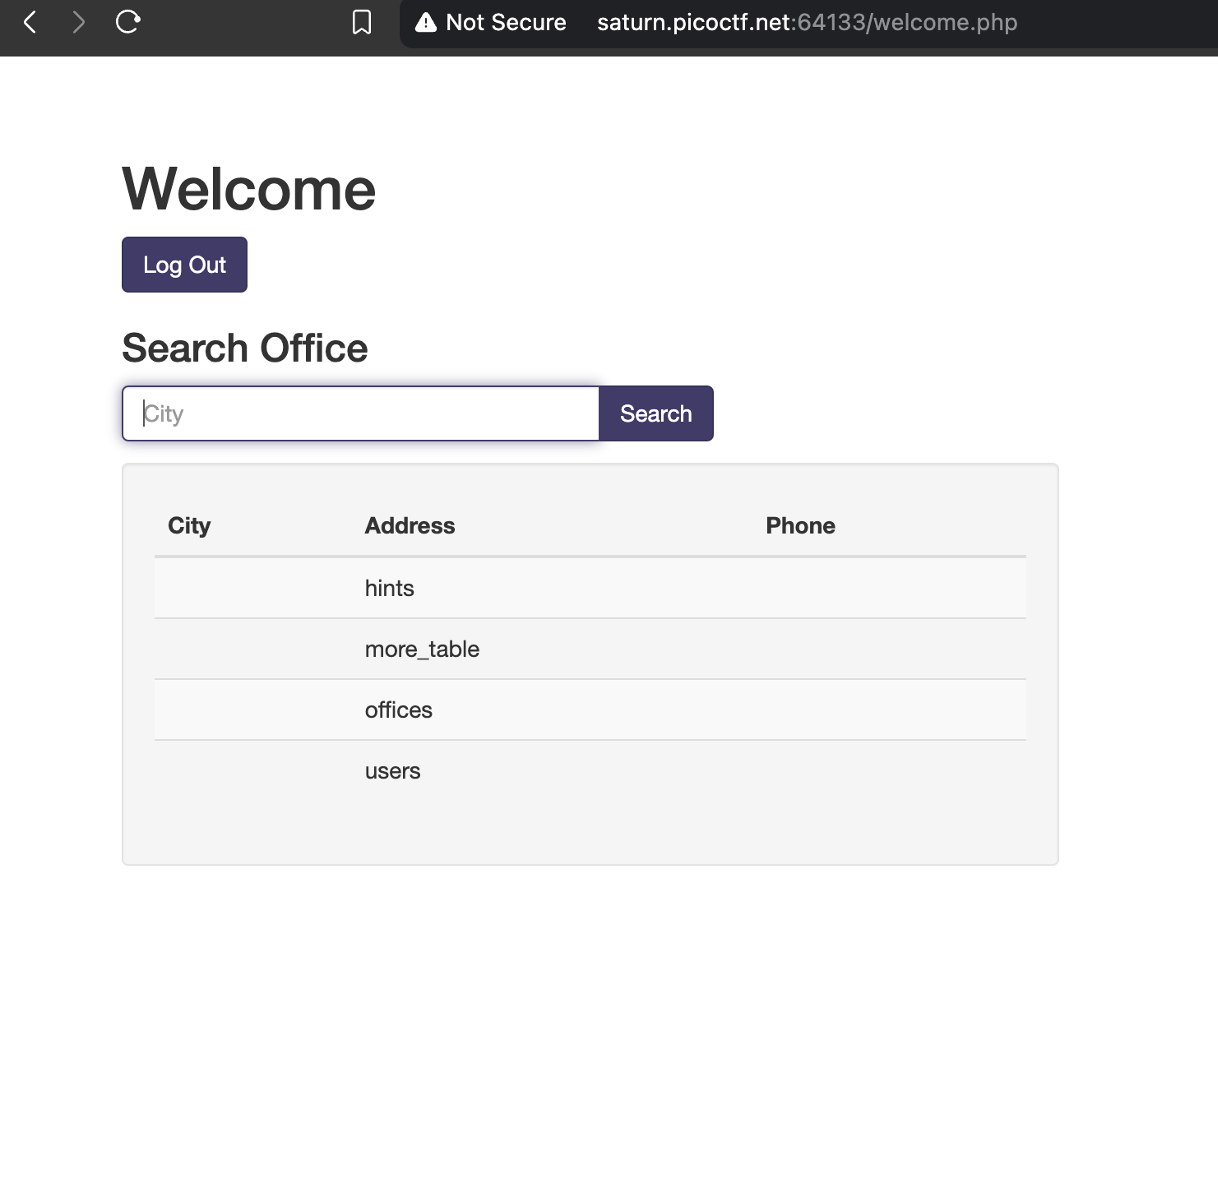 Not Secure saturn.picoctf.net:64133/welcome.php
Welcome
Log Out
Search Office
City Search
City Address Phone
hints
more_table
offices
users